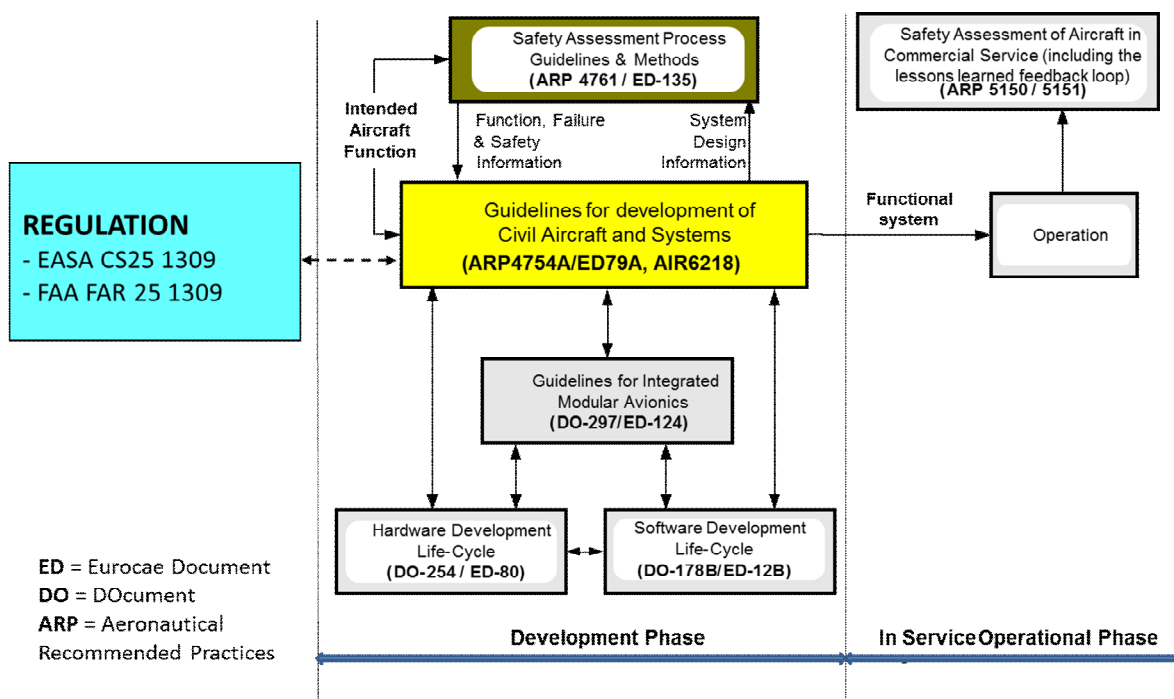 Safety Assessment Process
Guidelines & Methods
(ARP 4761 / ED-135)
Safety Assessment of Aircraft in
Commercial Service (including the
lessons learned feedback loop)
(ARP 5150 / 5151)
Intended
Aircraft
Function
Function, Failure
& Safety
Information
System
Design
Information
REGULATION
- EASA CS25 1309
- FAA FAR 25 1309
Guidelines for development of
Civil Aircraft and Systems
(ARP4754A/ED79A, AIR6218)
Functional
system
Operation
Guidelines for Integrated
Modular Avionics
(DO-297/ED-124)
Hardware Development
Life-Cycle
(DO-254 / ED-80)
Software Development
Life-Cycle
(DO-178B/ED-12B)
ED = Eurocae Document
DO = DOcument
ARP = Aeronautical
Recommended Practices
Development Phase
In Service Operational Phase